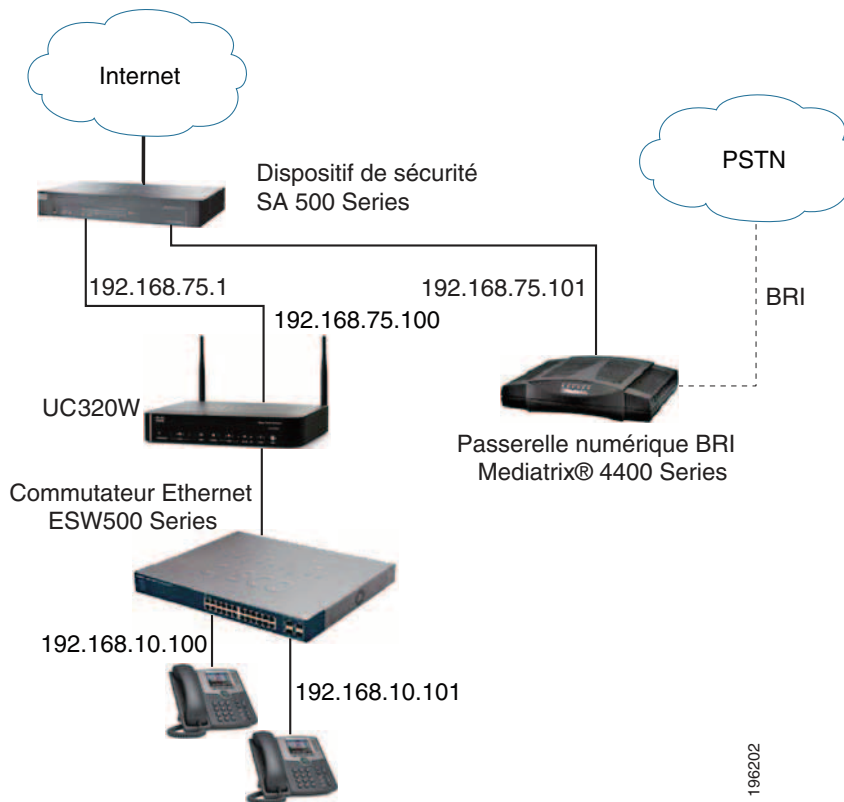 Internet
PSTN
Dispositif de sécurité
SA 500 Series
192.168.75.1
192.168.75.101
BRI
192.168.75.100
UC320W
Passerelle numérique BRI
Mediatrix® 4400 Series
Commutateur Ethernet
ESW500 Series
192.168.10.100
192.168.10.101
196202